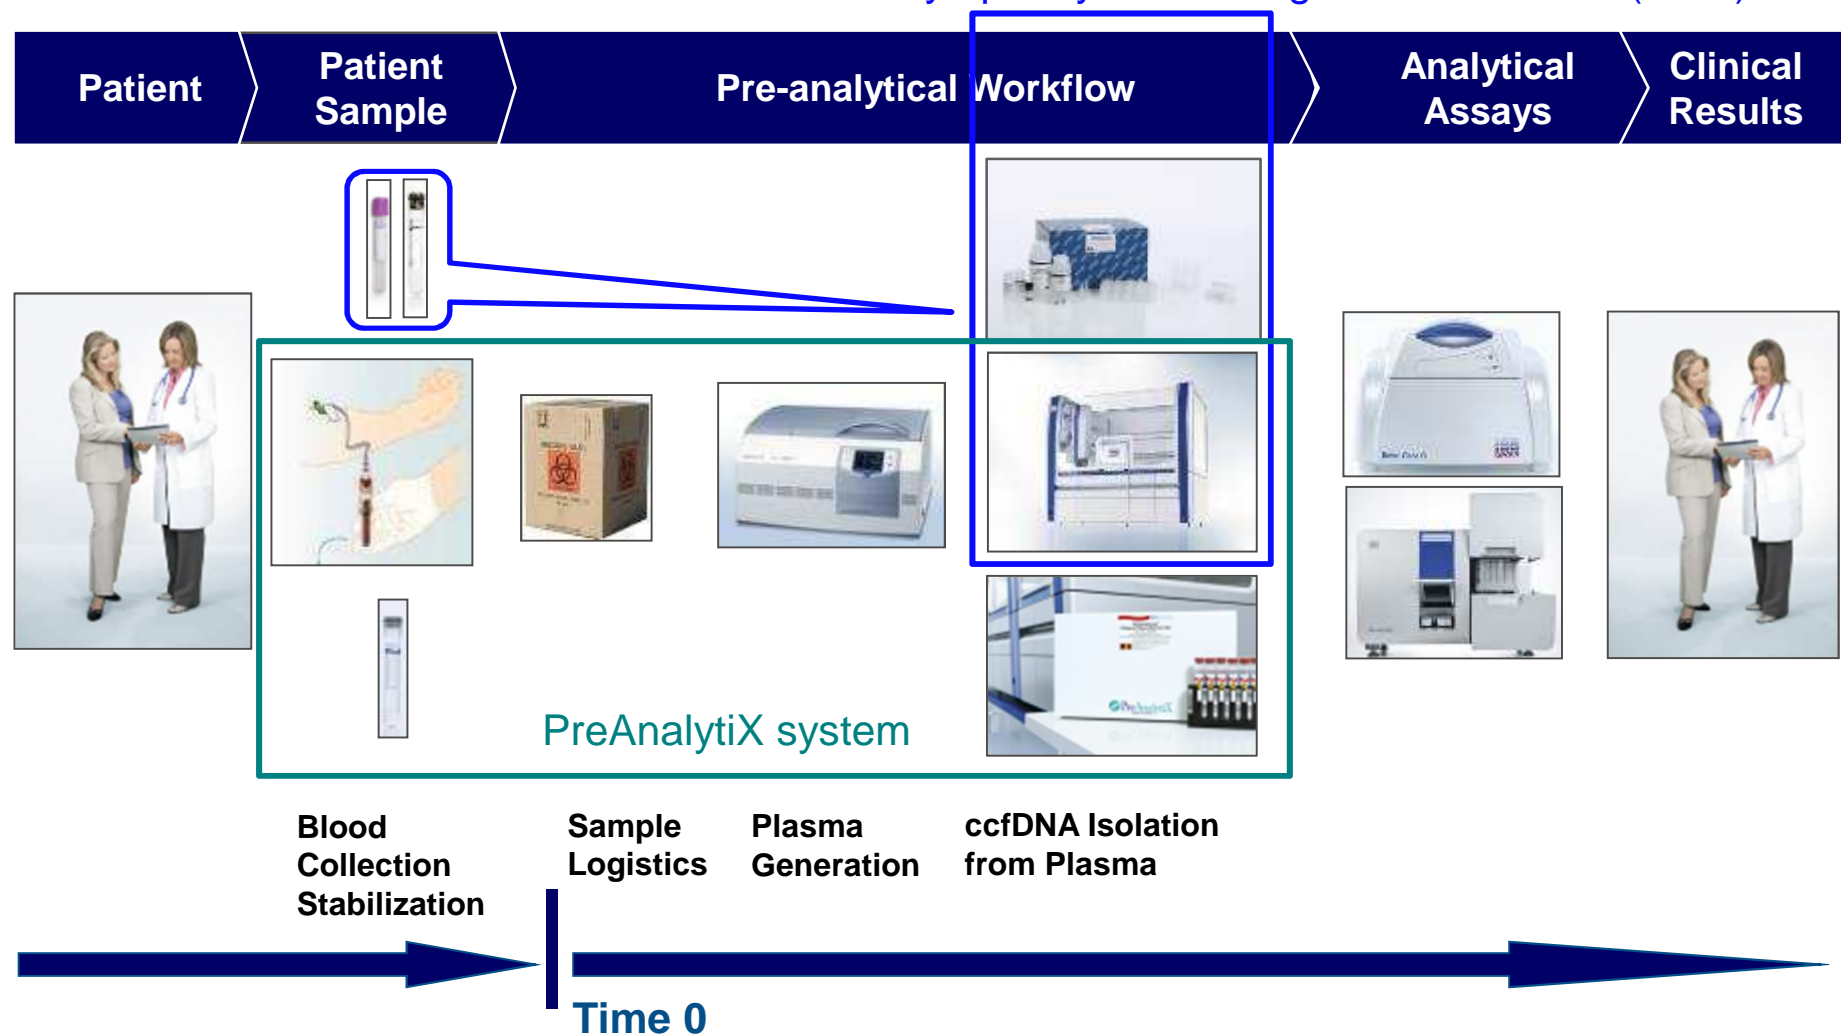 Patient
Patient
Sample
Pre-analytical Workflow
Analytical
Assays
Clinical
Results
PreAnalytiX system
PreAnalytiX
Blood
Collection
Stabilization
Sample
Logistics
Plasma
Generation
ccfDNA Isolation
from Plasma
Time 0